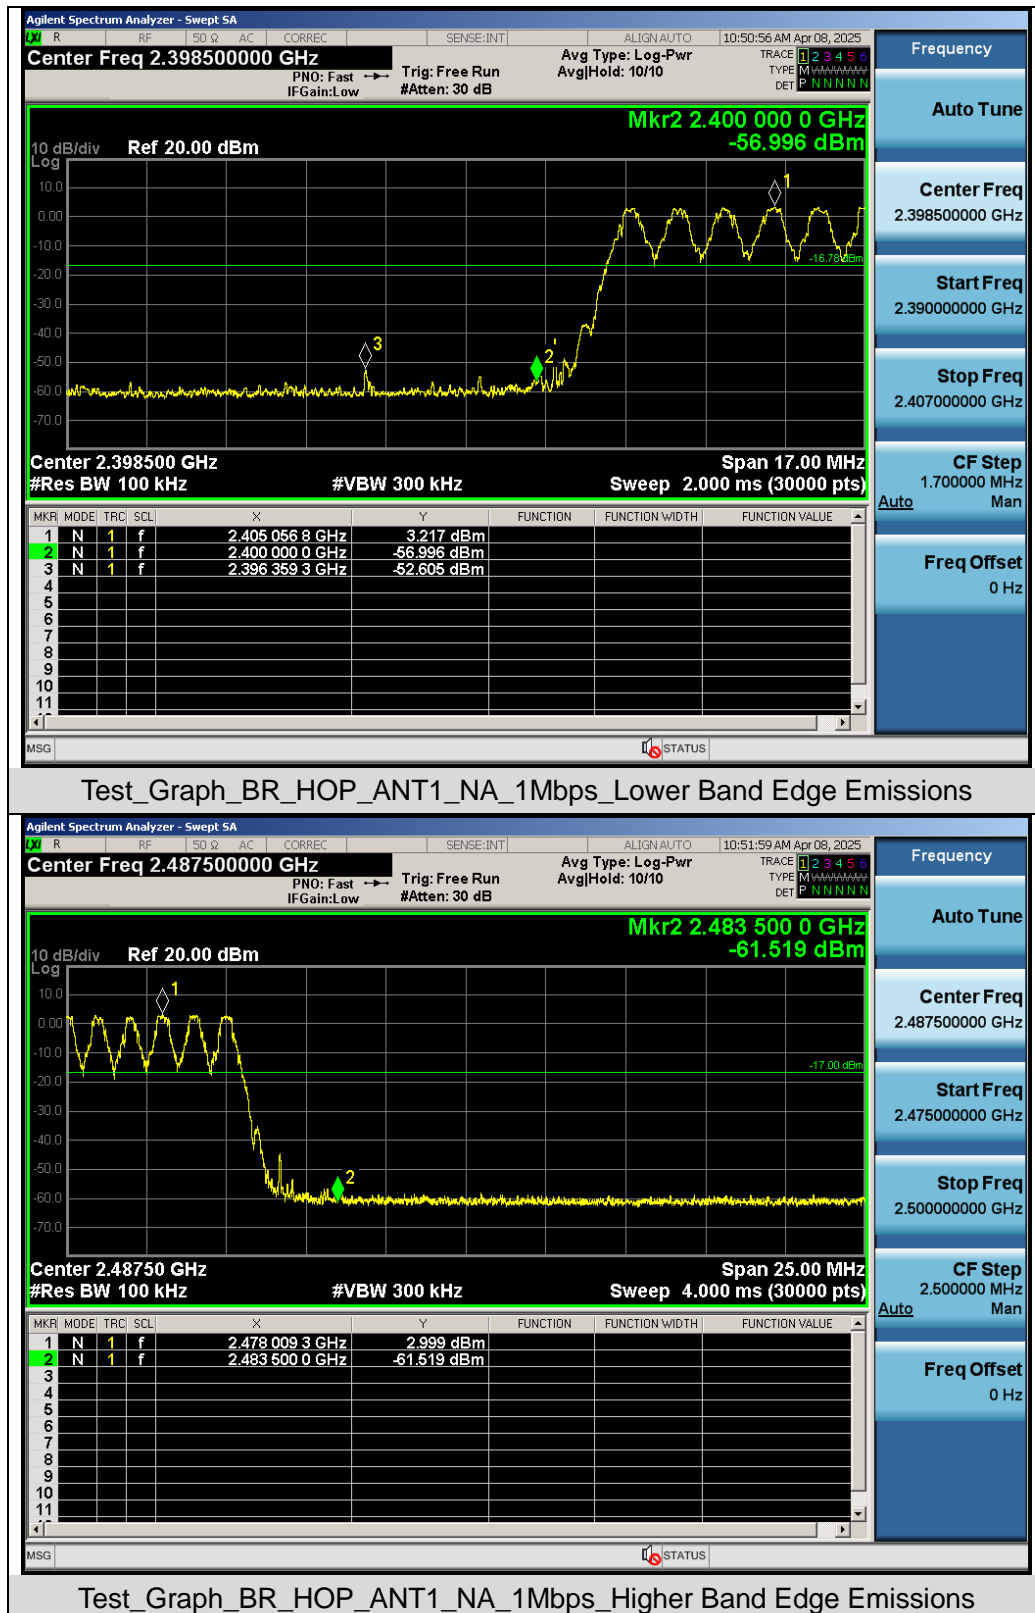 Agilent Spectrum Analyzer - Swept SA
LXI R RF 50 Ω AC CORREC SENSE:INT ALIGN AUTO 10:50:56 AM Apr 08, 2025
Center Freq 2.398500000 GHz
PNO: Fast
IFGain:Low
Trig: Free Run
#Atten: 30 dB
Avg Type: Log-Pwr
Avg|Hold: 10/10
TRACE 1 2 3 4 5 6
TYPE M WWWWW
DET P N N N N N
Mkr2 2.400 000 0 GHz
-56.996 dBm
10 dB/div Ref 20.00 dBm
Log
10.0
0.00
-10.0
-20.0
-30.0
-40.0
-50.0
-60.0
-70.0
1
-16.78 dBm
3
2
Center 2.398500 GHz Span 17.00 MHz
#Res BW 100 kHz #VBW 300 kHz Sweep 2.000 ms (30000 pts)
MKR MODE TRC SCL X Y FUNCTION FUNCTION WIDTH FUNCTION VALUE
1 N 1 f 2.405 056 8 GHz 3.217 dBm
2 N 1 f 2.400 000 0 GHz -56.996 dBm
3 N 1 f 2.396 359 3 GHz -52.605 dBm
4
5
6
7
8
9
10
11
MSG STATUS
Frequency
Auto Tune
Center Freq
2.398500000 GHz
Start Freq
2.390000000 GHz
Stop Freq
2.407000000 GHz
CF Step
1.700000 MHz
Auto Man
Freq Offset
0 Hz
Test_Graph_BR_HOP_ANT1_NA_1Mbps_Lower Band Edge Emissions
Agilent Spectrum Analyzer - Swept SA
LXI R RF 50 Ω AC CORREC SENSE:INT ALIGN AUTO 10:51:59 AM Apr 08, 2025
Center Freq 2.487500000 GHz
PNO: Fast
IFGain:Low
Trig: Free Run
#Atten: 30 dB
Avg Type: Log-Pwr
Avg|Hold: 10/10
TRACE 1 2 3 4 5 6
TYPE M WWWWW
DET P N N N N N
Mkr2 2.483 500 0 GHz
-61.519 dBm
10 dB/div Ref 20.00 dBm
Log
10.0
0.00
-10.0
-20.0
-30.0
-40.0
-50.0
-60.0
-70.0
1
-17.00 dBm
2
Center 2.48750 GHz Span 25.00 MHz
#Res BW 100 kHz #VBW 300 kHz Sweep 4.000 ms (30000 pts)
MKR MODE TRC SCL X Y FUNCTION FUNCTION WIDTH FUNCTION VALUE
1 N 1 f 2.478 009 3 GHz 2.999 dBm
2 N 1 f 2.483 500 0 GHz -61.519 dBm
3
4
5
6
7
8
9
10
11
MSG STATUS
Frequency
Auto Tune
Center Freq
2.487500000 GHz
Start Freq
2.475000000 GHz
Stop Freq
2.500000000 GHz
CF Step
2.500000 MHz
Auto Man
Freq Offset
0 Hz
Test_Graph_BR_HOP_ANT1_NA_1Mbps_Higher Band Edge Emissions